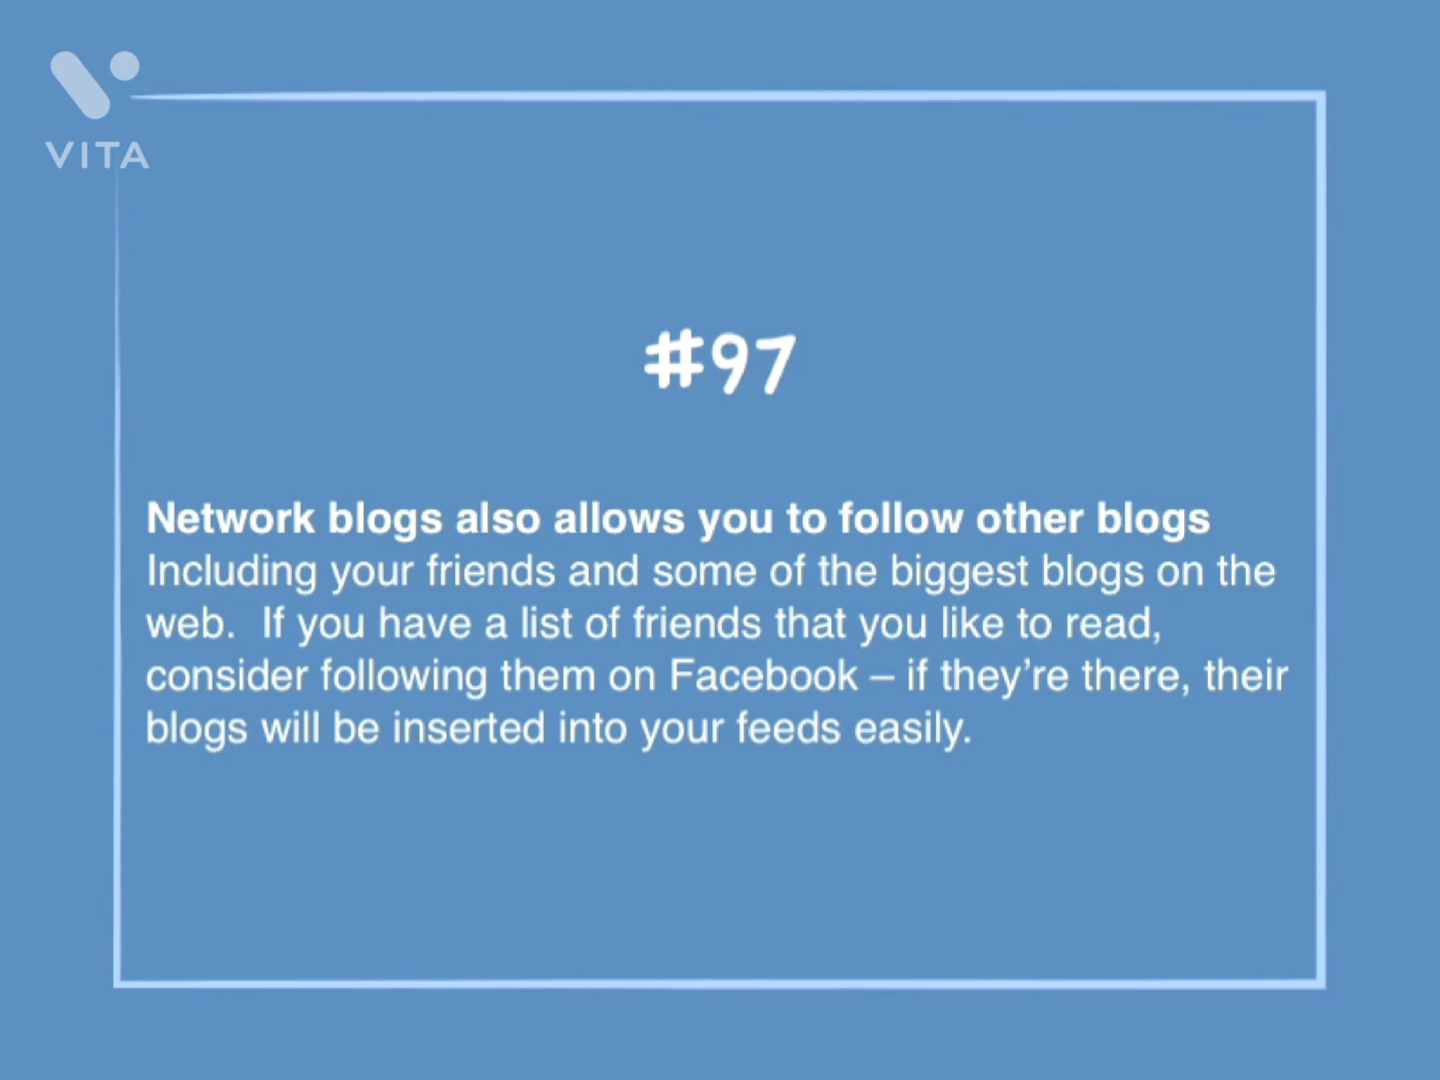 VITA
#97
Network blogs also allows you to follow other blogs
Including your friends and some of the biggest blogs on the
web.  If you have a list of friends that you like to read,
consider following them on Facebook – if they’re there, their
blogs will be inserted into your feeds easily.